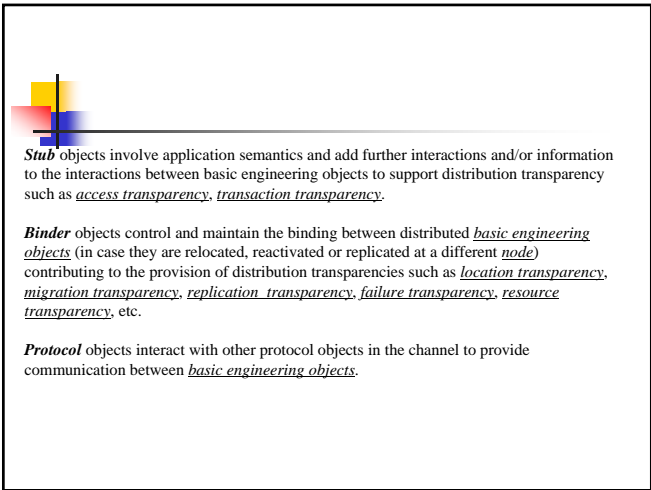 Stub objects involve application semantics and add further interactions and/or information
to the interactions between basic engineering objects to support distribution transparency
such as access transparency, transaction transparency.
Binder objects control and maintain the binding between distributed basic engineering
objects (in case they are relocated, reactivated or replicated at a different node)
contributing to the provision of distribution transparencies such as location transparency,
migration transparency, replication transparency, failure transparency, resource
transparency, etc.
Protocol objects interact with other protocol objects in the channel to provide
communication between basic engineering objects.